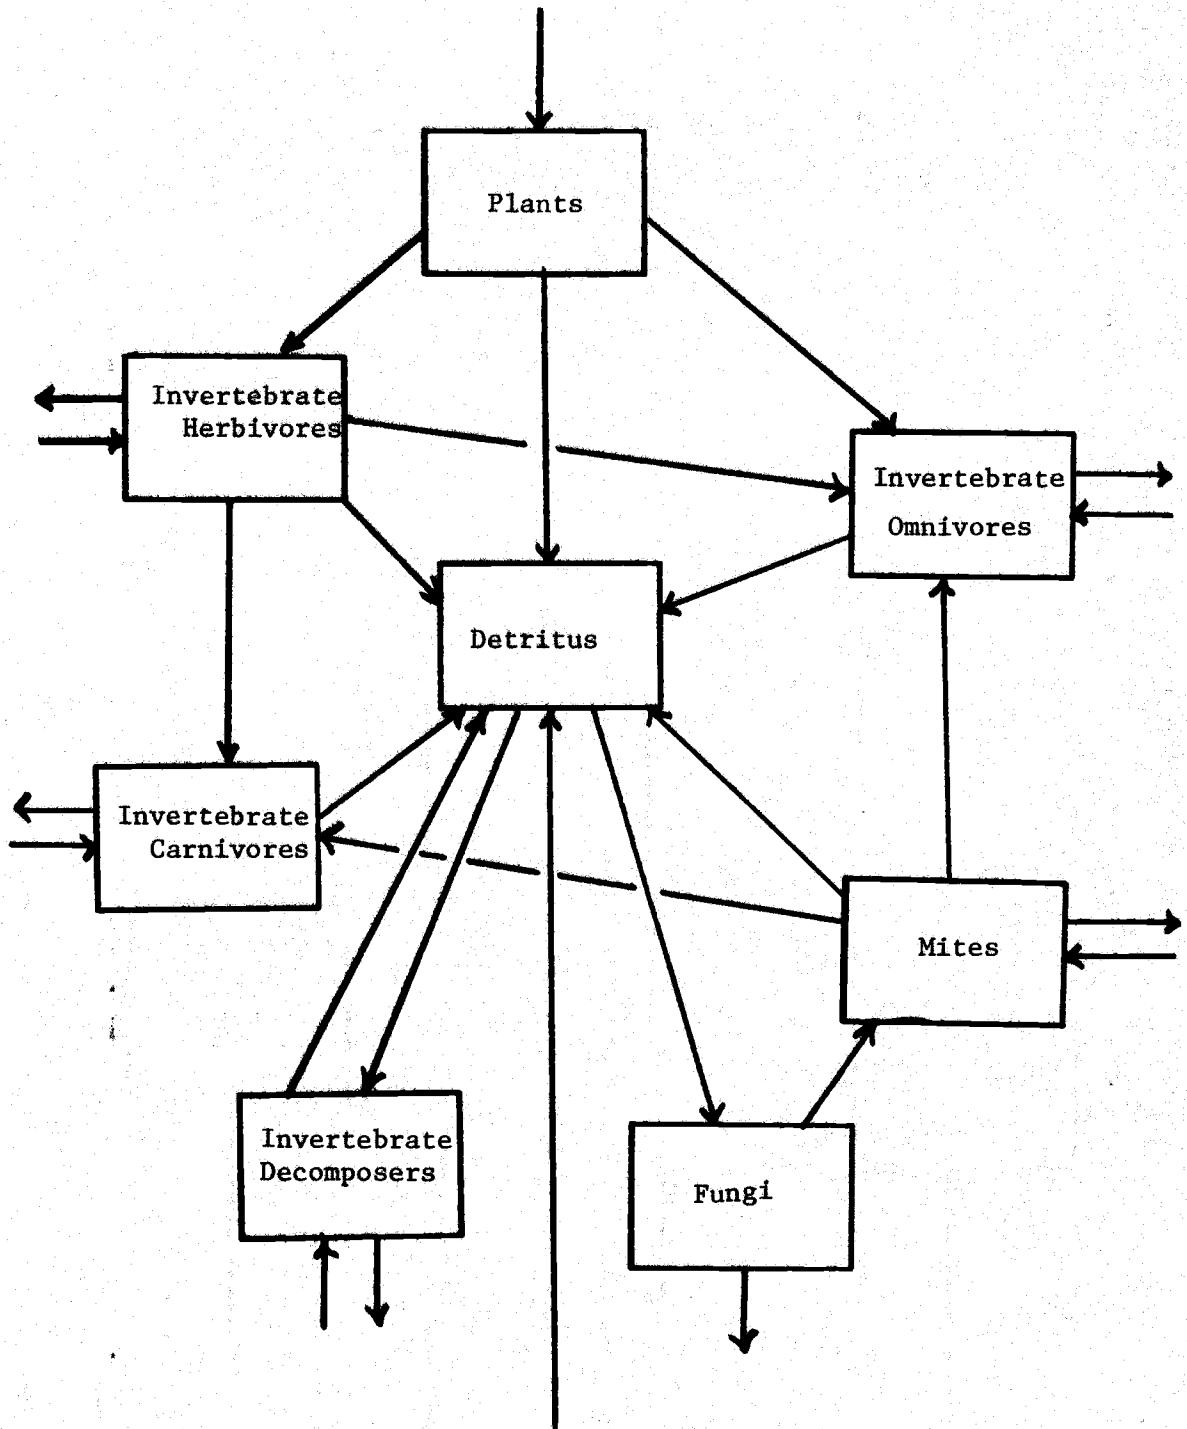 Plants
Invertebrate
Herbivores
Invertebrate
Omnivores
Detritus
Invertebrate
Carnivores
Mites
Invertebrate
Decomposers
Fungi